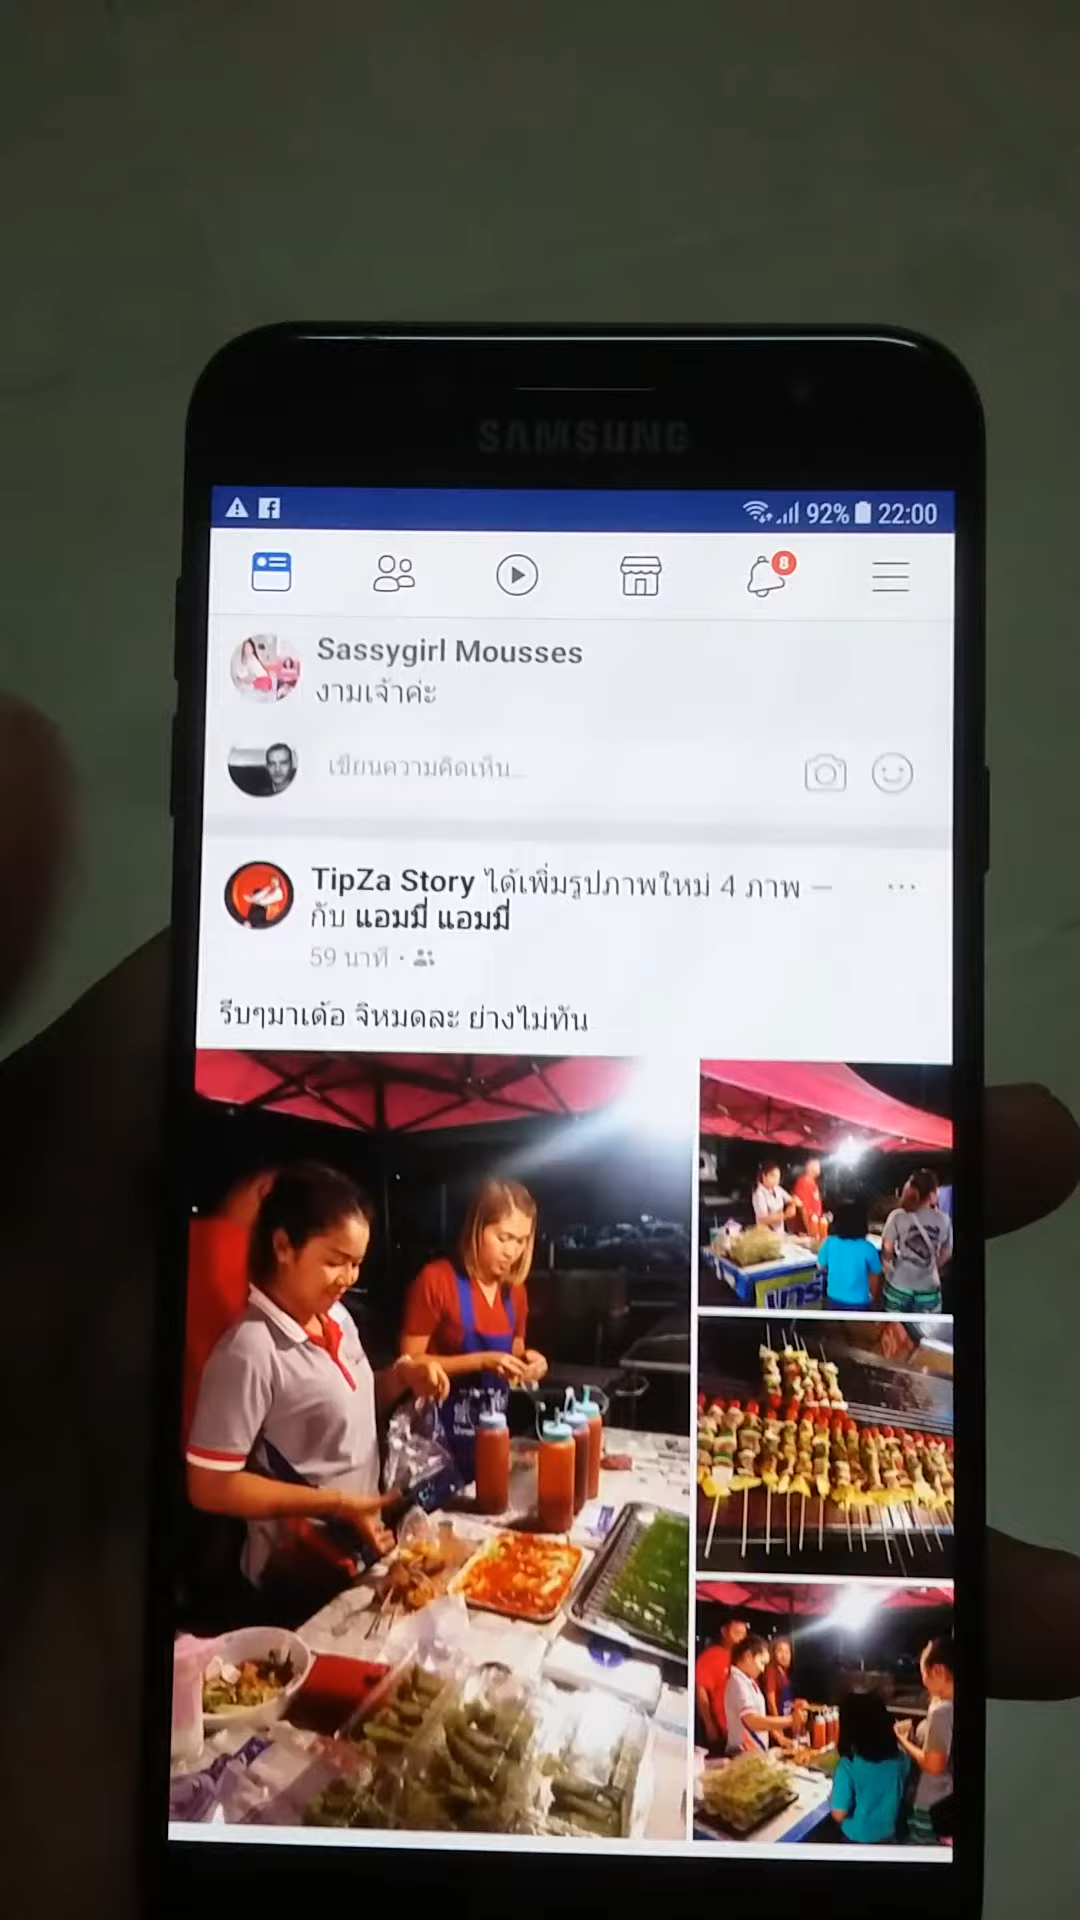 SAMSUNG
92% 22:00
8
Sassygirl Mousses
งามเจ้าค่ะ
เขียนความคิดเห็น...
TipZa Story ได้เพิ่มรูปภาพใหม่ 4 ภาพ —
กับ แอมมี่ แอมมี่
59 นาที ·
รีบๆมาเด้อ จิหมดละ ย่างไม่ทัน